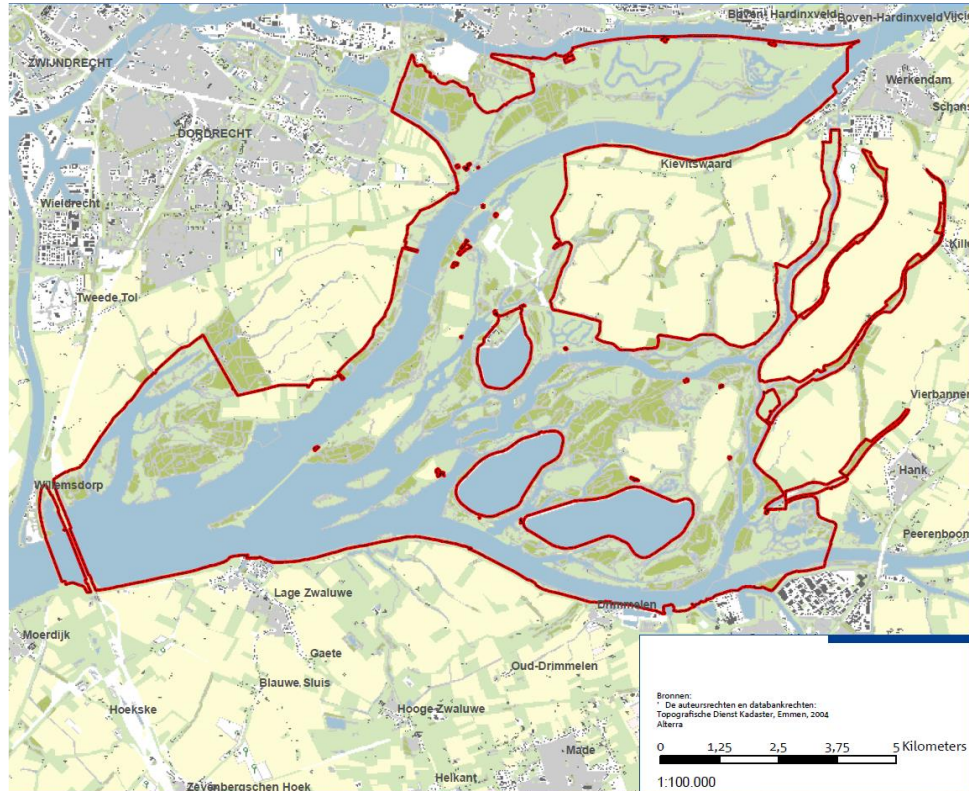 Boven- Hardinxveld
Boven-Hardinxveld
ZWIJNDRECHT
Werkendam
DORDRECHT
Kievitswaard
Wieldrecht
Tweede Tol
Vierbannen
Hank
Willemsdorp
Peerenboom
Lage Zwaluwe
Drimmelen
Moerdijk
Gaete
Oud-Drimmelen
Blauwe Sluis
Hoekske
Hooge Zwaluwe
Made
Helkant
Zevenbergschen Hoek
Bronnen:
* De auteursrechten en databankrechten:
Topografische Dienst Kadaster, Emmen, 2004
Alterra
0 1,25 2,5 3,75 5 Kilometers
1:100.000